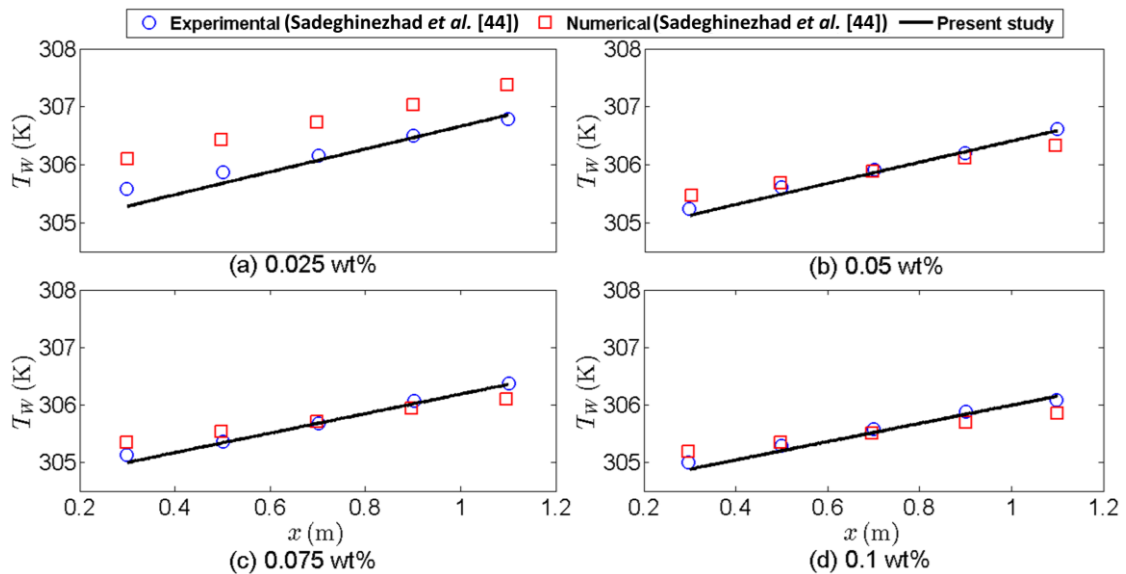 Experimental (Sadeghinezhad et al. [44]) Numerical (Sadeghinezhad et al. [44]) Present study
308
307
306
305
T_W (K)
(a) 0.025 wt%
308
307
306
305
T_W (K)
(b) 0.05 wt%
308
307
306
305
304
T_W (K)
0.2 0.4 0.6 0.8 1 1.2
x (m)
(c) 0.075 wt%
308
307
306
305
304
T_W (K)
0.2 0.4 0.6 0.8 1 1.2
x (m)
(d) 0.1 wt%